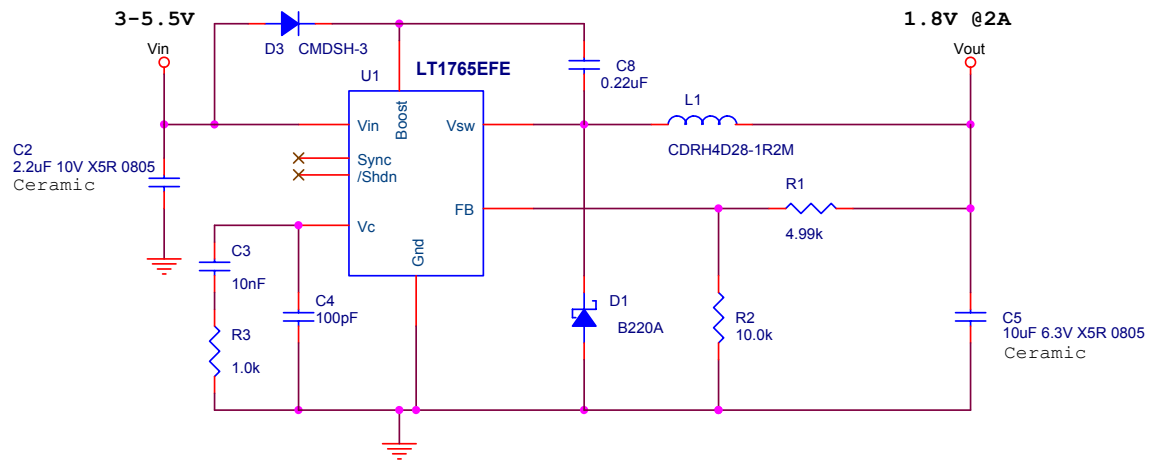 3-5.5V
1.8V @2A
Vin
D3 CMDSH-3
Vout
U1
LT1765EFE
C8
0.22uF
Boost
Vin
Vsw
L1
CDRH4D28-1R2M
C2
2.2uF 10V X5R 0805
Ceramic
Sync
/Shdn
R1
4.99k
FB
Vc
Gnd
C3
10nF
C4
100pF
D1
B220A
R2
10.0k
C5
10uF 6.3V X5R 0805
Ceramic
R3
1.0k